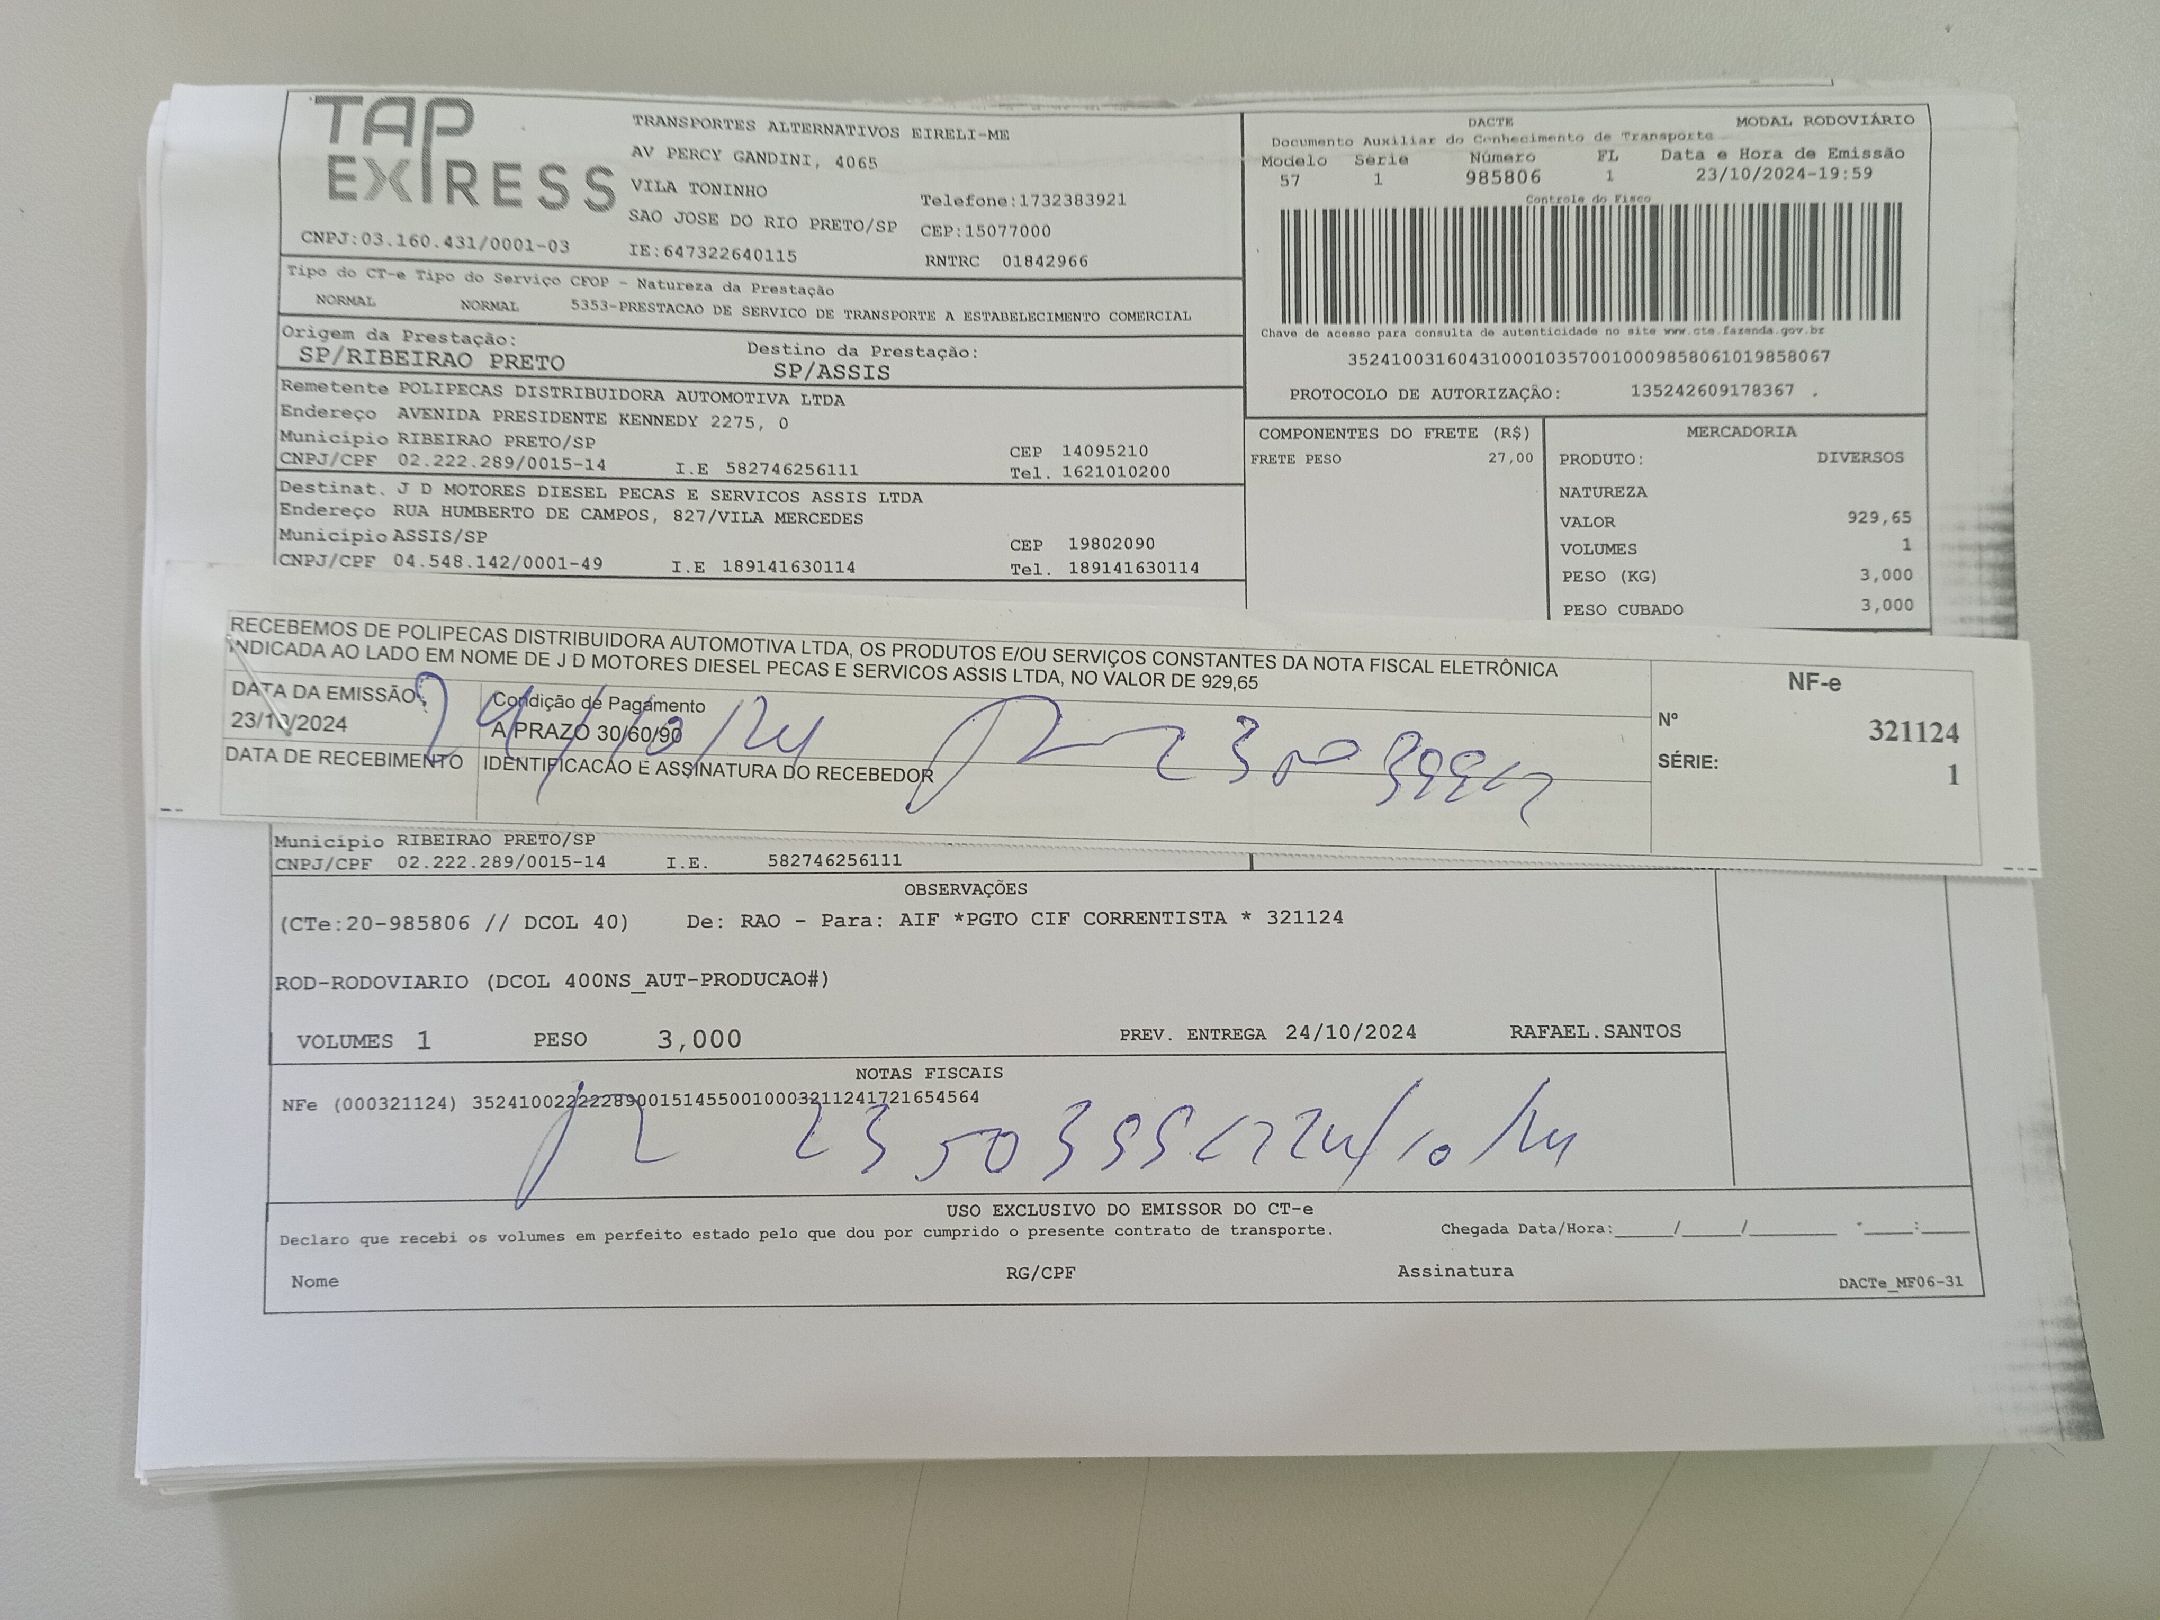 TAP
EXPRESS
TRANSPORTES ALTERNATIVOS EIRELI-ME
AV PERCY GANDINI, 4065
VILA TONINHO
Telefone:1732383921
SAO JOSE DO RIO PRETO/SP CEP:15077000
CNPJ:03.160.431/0001-03 IE:647322640115 RNTRC 01842966
DACTE MODAL RODOVIÁRIO
Documento Auxiliar do Conhecimento de Transporte
Modelo Série Número FL Data e Hora de Emissão
57 1 985806 1 23/10/2024-19:59
Controle do Fisco
Chave de acesso para consulta de autenticidade no site www.cte.fazenda.gov.br
35241003160431000103570010009858061019858067
PROTOCOLO DE AUTORIZAÇÃO: 135242609178367 .
Tipo do CT-e Tipo do Serviço CFOP - Natureza da Prestação
NORMAL NORMAL 5353-PRESTACAO DE SERVICO DE TRANSPORTE A ESTABELECIMENTO COMERCIAL
Origem da Prestação: Destino da Prestação:
SP/RIBEIRAO PRETO SP/ASSIS
Remetente POLIPECAS DISTRIBUIDORA AUTOMOTIVA LTDA
Endereço AVENIDA PRESIDENTE KENNEDY 2275, 0
Município RIBEIRAO PRETO/SP CEP 14095210
CNPJ/CPF 02.222.289/0015-14 I.E 582746256111 Tel. 1621010200
Destinat. J D MOTORES DIESEL PECAS E SERVICOS ASSIS LTDA
Endereço RUA HUMBERTO DE CAMPOS, 827/VILA MERCEDES
Município ASSIS/SP CEP 19802090
CNPJ/CPF 04.548.142/0001-49 I.E 189141630114 Tel. 189141630114
COMPONENTES DO FRETE (R$)
FRETE PESO 27,00
MERCADORIA
PRODUTO: DIVERSOS
NATUREZA
VALOR 929,65
VOLUMES 1
PESO (KG) 3,000
PESO CUBADO 3,000
RECEBEMOS DE POLIPECAS DISTRIBUIDORA AUTOMOTIVA LTDA, OS PRODUTOS E/OU SERVIÇOS CONSTANTES DA NOTA FISCAL ELETRÔNICA
INDICADA AO LADO EM NOME DE J D MOTORES DIESEL PECAS E SERVICOS ASSIS LTDA, NO VALOR DE 929,65
DATA DA EMISSÃO Condição de Pagamento
23/10/2024 A PRAZO 30/60/90
24/10/24
DATA DE RECEBIMENTO IDENTIFICACÃO E ASSINATURA DO RECEBEDOR
NF-e
Nº 321124
SÉRIE: 1
Município RIBEIRAO PRETO/SP
CNPJ/CPF 02.222.289/0015-14 I.E. 582746256111
OBSERVAÇÕES
(CTe:20-985806 // DCOL 40) De: RAO - Para: AIF *PGTO CIF CORRENTISTA * 321124
ROD-RODOVIARIO (DCOL 400NS_AUT-PRODUCAO#)
VOLUMES 1 PESO 3,000 PREV. ENTREGA 24/10/2024 RAFAEL.SANTOS
NOTAS FISCAIS
NFe (000321124) 35241002222289001514550010003211241721654564
24/10/24
USO EXCLUSIVO DO EMISSOR DO CT-e
Declaro que recebi os volumes em perfeito estado pelo que dou por cumprido o presente contrato de transporte. Chegada Data/Hora:_____/_____/_______ -____:____
Nome RG/CPF Assinatura DACTe_MF06-31